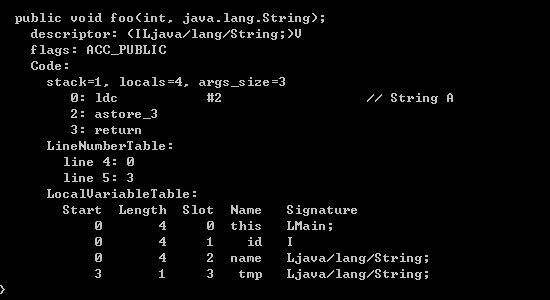 public void foo(int, java.lang.String);
descriptor: (ILjava/lang/String;)V
flags: ACC_PUBLIC
Code:
stack=1, locals=4, args_size=3
0: ldc #2 // String A
2: astore_3
3: return
LineNumberTable:
line 4: 0
line 5: 3
LocalVariableTable:
Start Length Slot Name Signature
0 4 0 this LMain;
0 4 1 id I
0 4 2 name Ljava/lang/String;
3 1 3 tmp Ljava/lang/String;
}